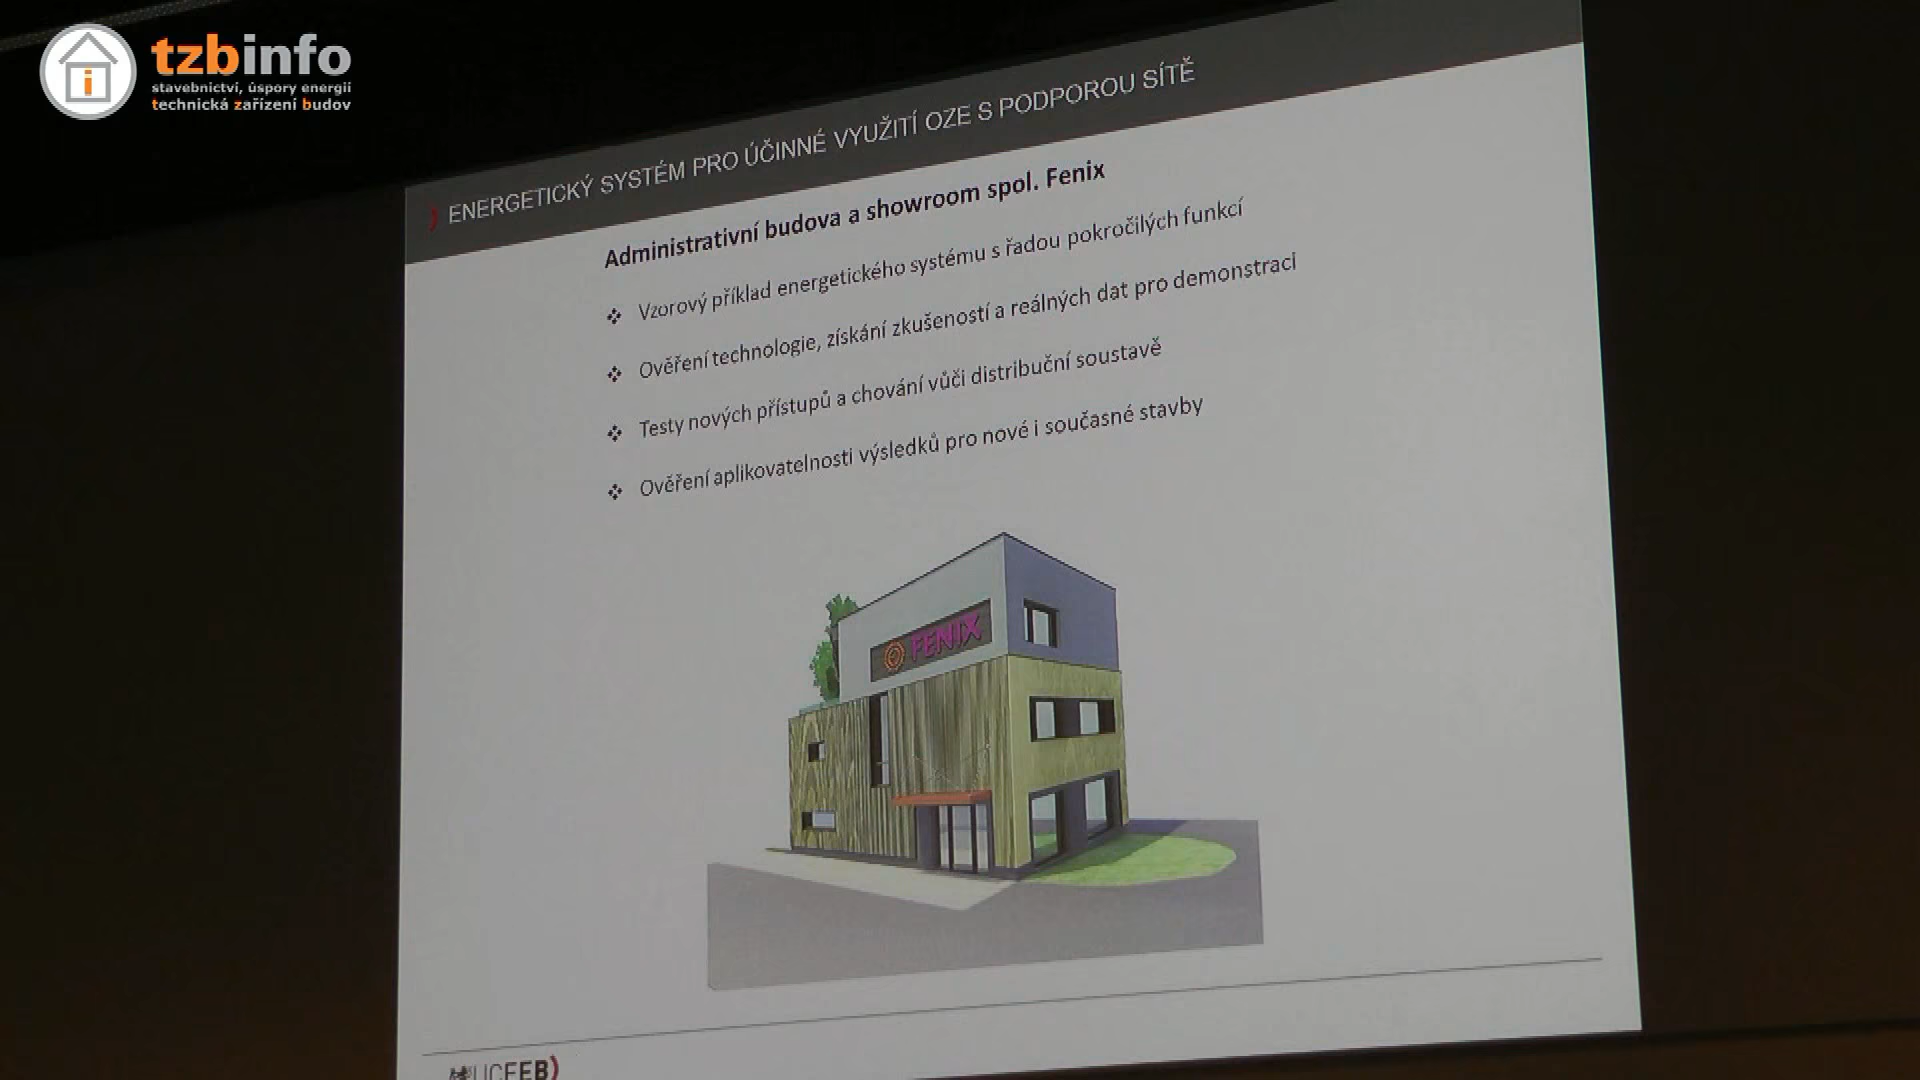 tzbinfo
stavebnictví, úspory energií
technická zařízení budov
ENERGETICKÝ SYSTÉM PRO ÚČINNÉ VYUŽITÍ OZE S PODPOROU SÍTĚ
Administrativní budova a showroom spol. Fenix
Vzorový příklad energetického systému s řadou pokročilých funkcí
Ověření technologie, získání zkušeností a reálných dat pro demonstraci
Testy nových přístupů a chování vůči distribuční soustavě
Ověření aplikovatelnosti výsledků pro nové i současné stavby
FENIX
UCEEB